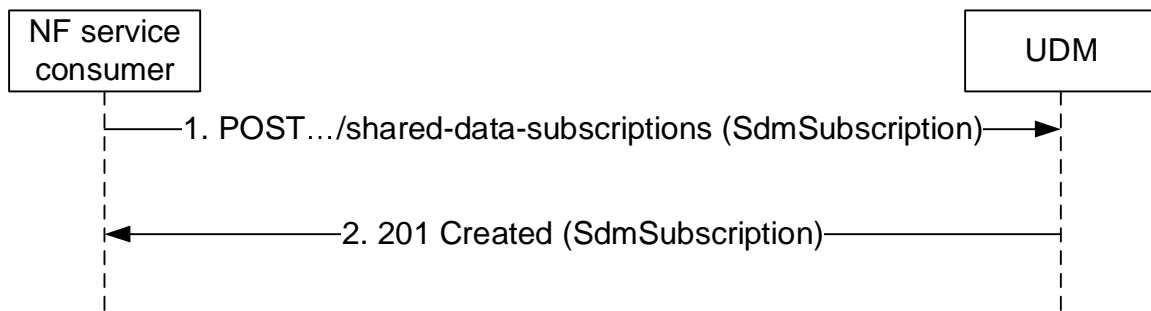 NF service
consumer
UDM
1. POST…/shared-data-subscriptions (SdmSubscription)
2. 201 Created (SdmSubscription)